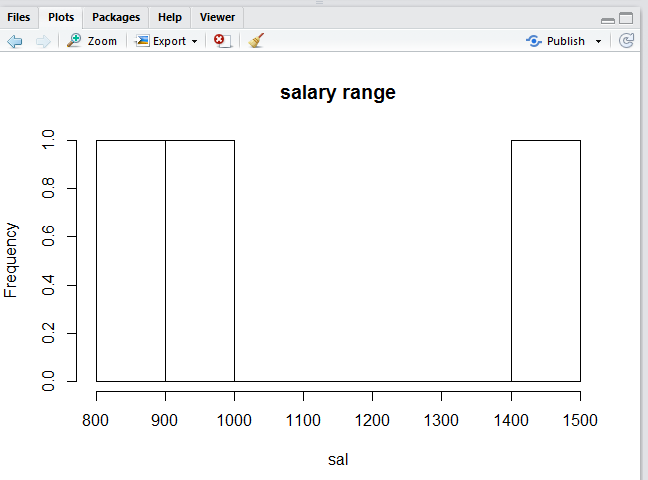 Files Plots Packages Help Viewer
Zoom Export Publish
salary range
Frequency
1.0
0.8
0.6
0.4
0.2
0.0
800 900 1000 1100 1200 1300 1400 1500
sal